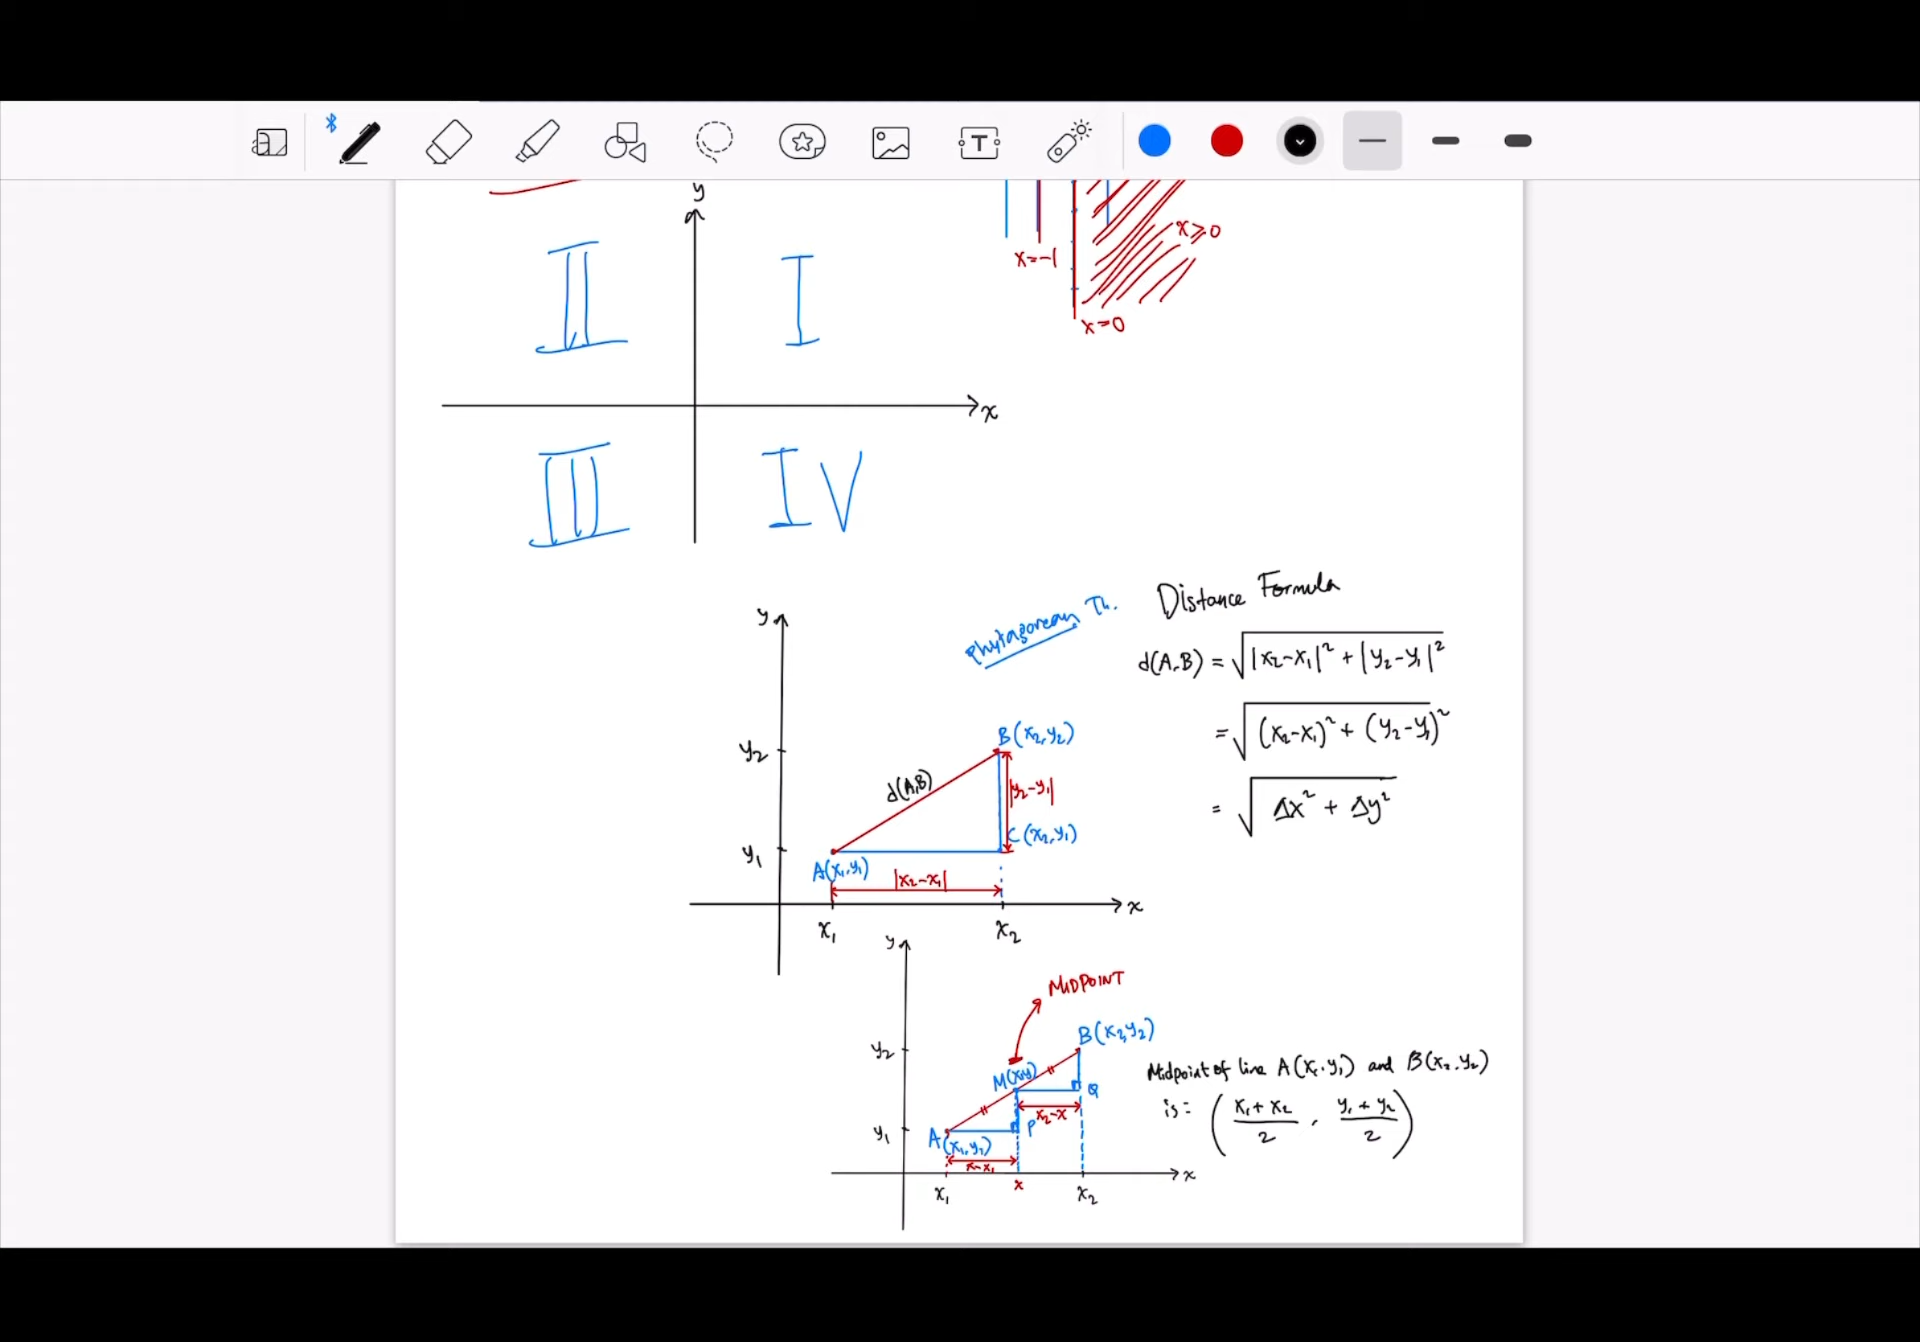 y
x≥0
x=-1
x=0
II
I
x
III
IV
Distance Formula
Phytagorean Th.
y
d(A,B) = √|x₂-x₁|² + |y₂-y₁|²
= √(x₂-x₁)² + (y₂-y₁)²
B(x₂,y₂)
y₂
d(A,B)
|y₂-y₁|
= √Δx² + Δy²
C(x₂,y₁)
y₁
A(x₁,y₁)
|x₂-x₁|
x
x₁
x₂
y
MIDPOINT
B(x₂,y₂)
y₂
M(x,y)
Q
Midpoint of line A(x₁,y₁) and B(x₂,y₂)
is: (x₁+x₂/2, y₁+y₂/2)
x₂-x
P
y₁
A(x₁,y₁)
x-x₁
x
x₁
x
x₂
T